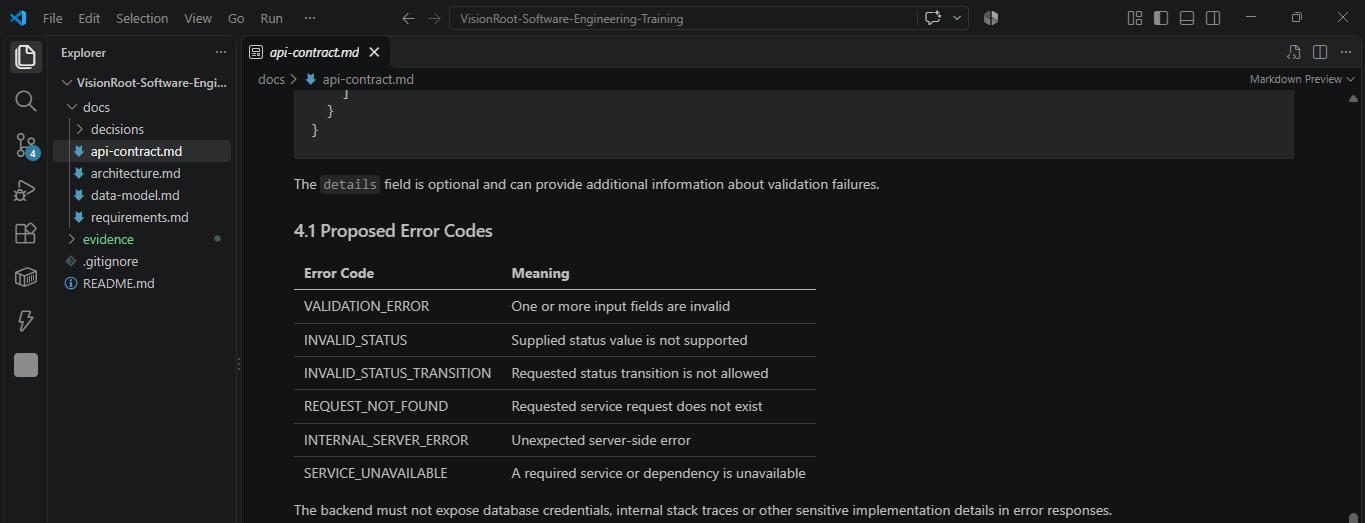 File Edit Selection View Go Run ···
VisionRoot-Software-Engineering-Training
Explorer ···
VisionRoot-Software-Engi...
docs
decisions
api-contract.md
architecture.md
data-model.md
requirements.md
evidence
.gitignore
README.md
4
api-contract.md
docs > api-contract.md
Markdown Preview
]
}
}
The details field is optional and can provide additional information about validation failures.
4.1 Proposed Error Codes
Error Code Meaning
VALIDATION_ERROR One or more input fields are invalid
INVALID_STATUS Supplied status value is not supported
INVALID_STATUS_TRANSITION Requested status transition is not allowed
REQUEST_NOT_FOUND Requested service request does not exist
INTERNAL_SERVER_ERROR Unexpected server-side error
SERVICE_UNAVAILABLE A required service or dependency is unavailable
The backend must not expose database credentials, internal stack traces or other sensitive implementation details in error responses.